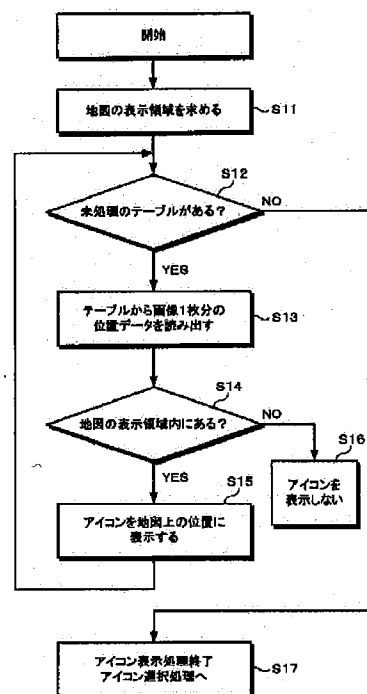 開始
地図の表示領域を求める
S11
S12
未処理のテーブルがある?
NO
YES
テーブルから画像1枚分の
位置データを読み出す
S13
S14
地図の表示領域内にある?
NO
YES
S16
アイコンを
表示しない
S15
アイコンを地図上の位置に
表示する
アイコン表示処理終了
アイコン選択処理へ
S17